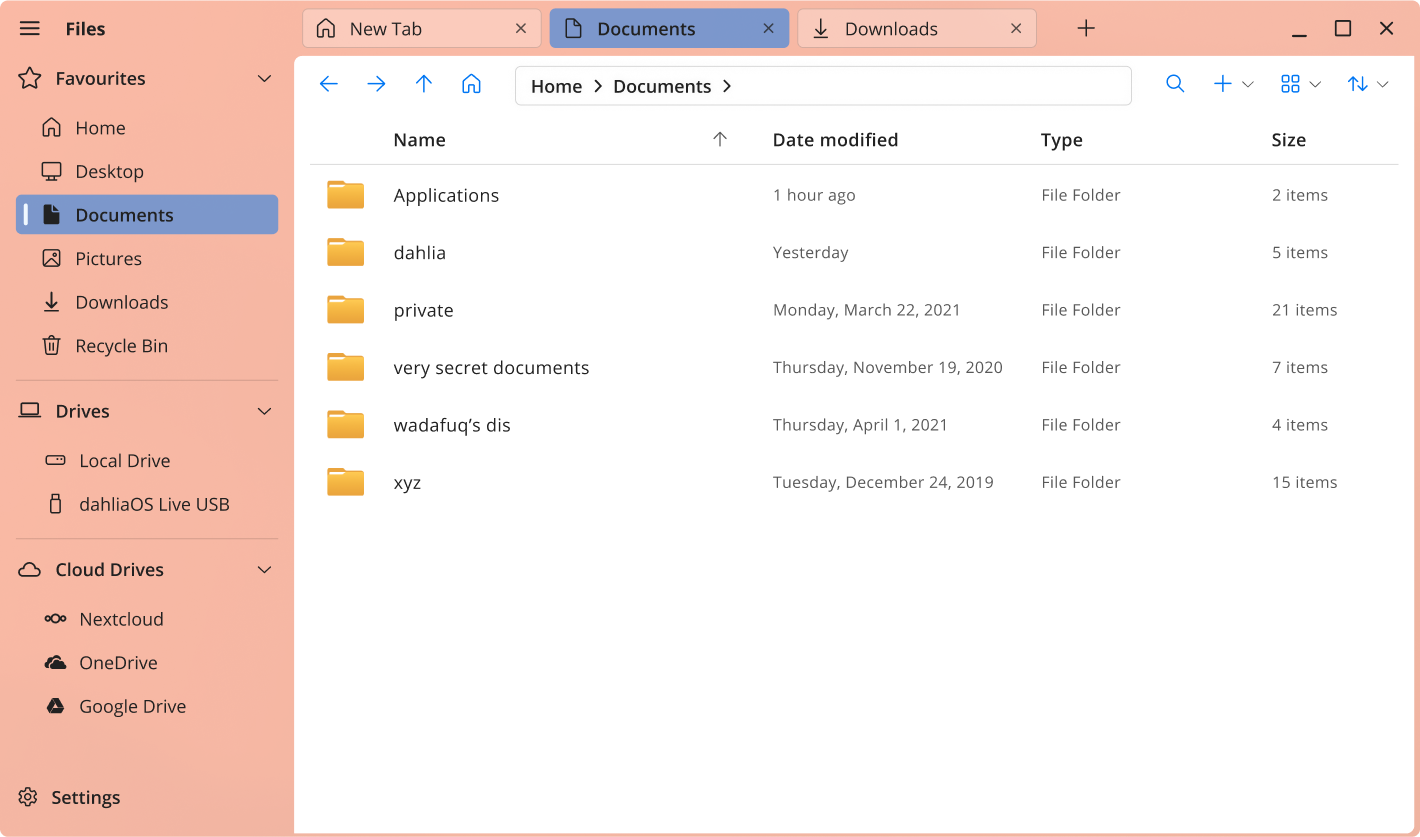 Files
New Tab
Documents
Downloads
Favourites
Home
Desktop
Documents
Pictures
Downloads
Recycle Bin
Drives
Local Drive
dahliaOS Live USB
Cloud Drives
Nextcloud
OneDrive
Google Drive
Settings
Home > Documents >
Name Date modified Type Size
Applications 1 hour ago File Folder 2 items
dahlia Yesterday File Folder 5 items
private Monday, March 22, 2021 File Folder 21 items
very secret documents Thursday, November 19, 2020 File Folder 7 items
wadafuq’s dis Thursday, April 1, 2021 File Folder 4 items
xyz Tuesday, December 24, 2019 File Folder 15 items